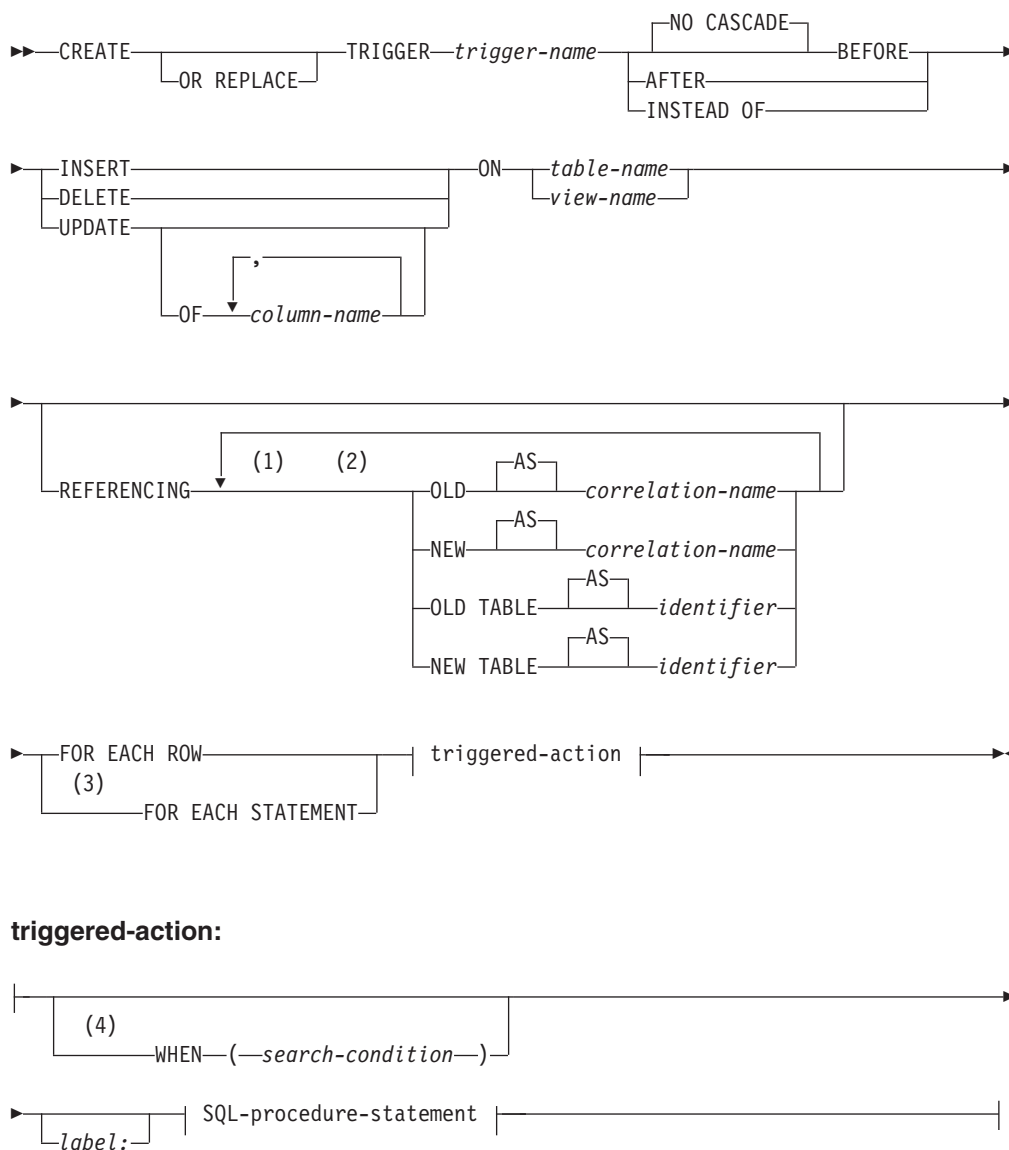 NO CASCADE
CREATE TRIGGER trigger-name BEFORE
OR REPLACE AFTER
INSTEAD OF
INSERT ON table-name
DELETE view-name
UPDATE
,
OF column-name
(1) (2) AS
REFERENCING OLD correlation-name
AS
NEW correlation-name
AS
OLD TABLE identifier
AS
NEW TABLE identifier
FOR EACH ROW triggered-action
(3)
FOR EACH STATEMENT
triggered-action:
(4)
WHEN ( search-condition )
SQL-procedure-statement
label: